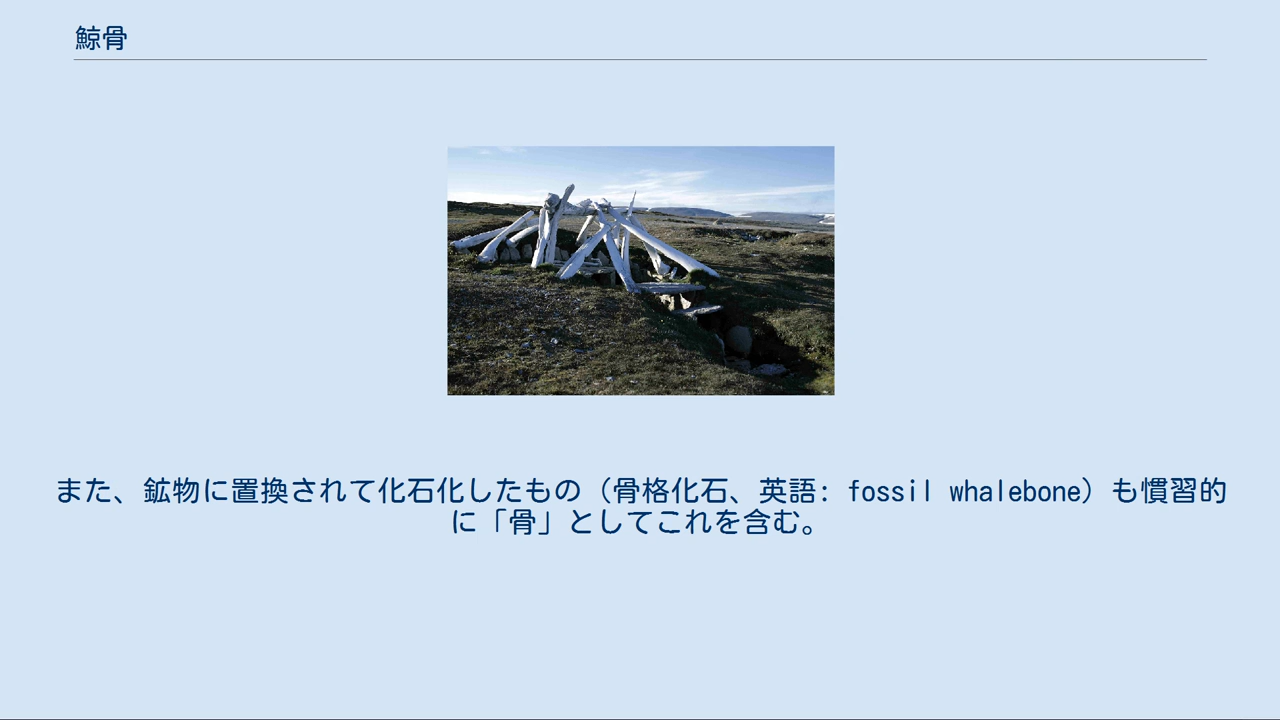 鯨骨
また、鉱物に置換されて化石化したもの（骨格化石、英語: fossil whalebone）も慣習的
に「骨」としてこれを含む。